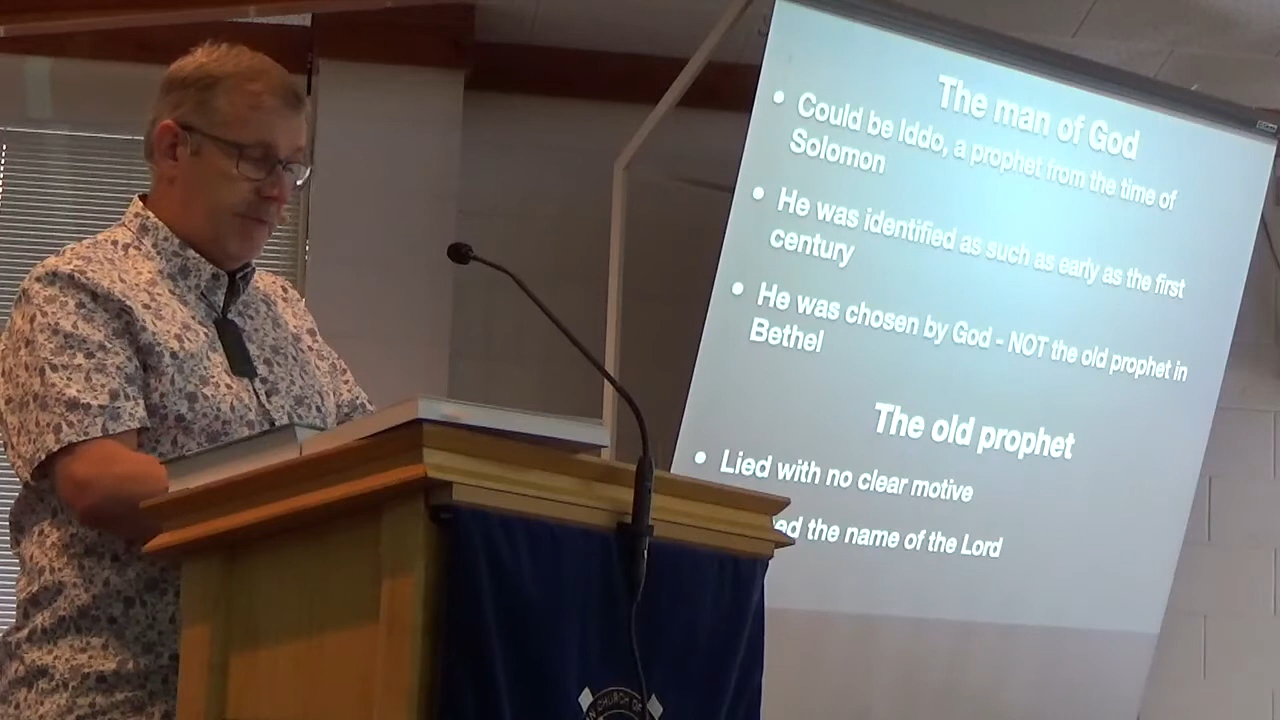 The man of God
• Could be Iddo, a prophet from the time of
Solomon
• He was identified as such as early as the first
century
• He was chosen by God - NOT the old prophet in
Bethel
The old prophet
• Lied with no clear motive
the name of the Lord
CHURCH OF